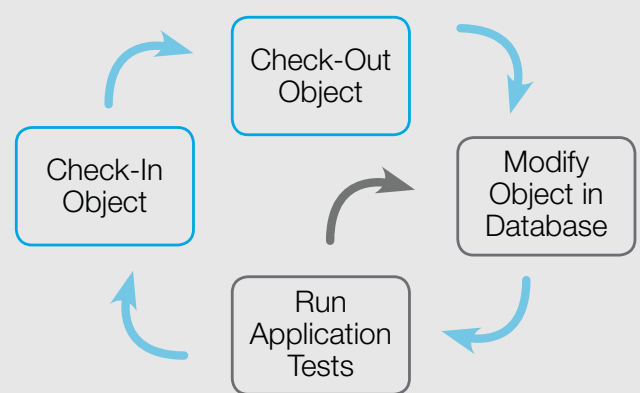 Check-Out
Object
Modify
Object in
Database
Run
Application
Tests
Check-In
Object